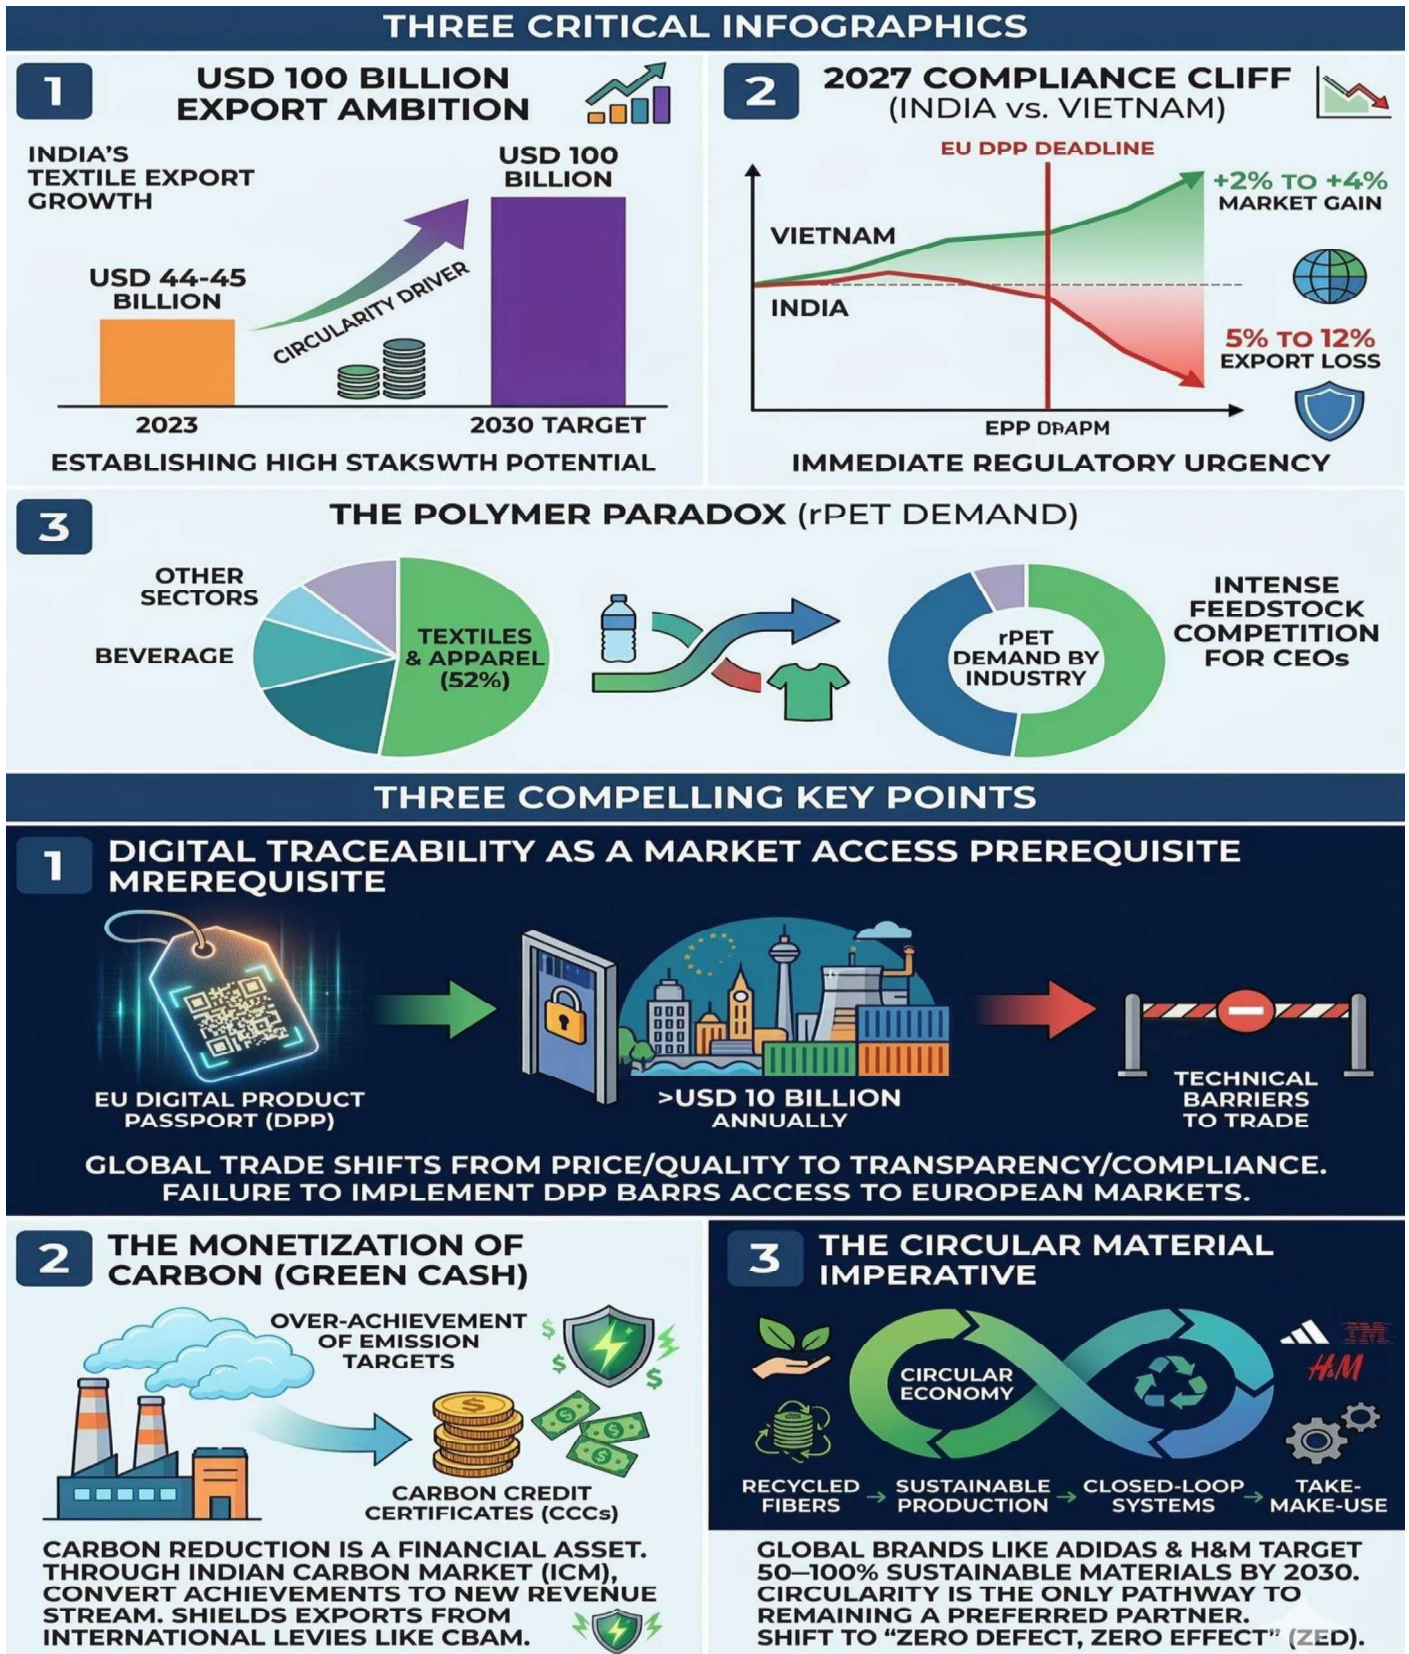 THREE CRITICAL INFOGRAPHICS
1
USD 100 BILLION
EXPORT AMBITION
INDIA'S
TEXTILE EXPORT
GROWTH
USD 44-45
BILLION
CIRCULARITY DRIVER
USD 100
BILLION
2023
2030 TARGET
ESTABLISHING HIGH STAKSWTH POTENTIAL
2
2027 COMPLIANCE CLIFF
(INDIA vs. VIETNAM)
EU DPP DEADLINE
VIETNAM
INDIA
+2% TO +4%
MARKET GAIN
5% TO 12%
EXPORT LOSS
EPP
IMMEDIATE REGULATORY URGENCY
3
THE POLYMER PARADOX (rPET DEMAND)
OTHER
SECTORS
BEVERAGE
TEXTILES
& APPAREL
(52%)
rPET
DEMAND BY
INDUSTRY
INTENSE
FEEDSTOCK
COMPETITION
FOR CEOs
THREE COMPELLING KEY POINTS
1
DIGITAL TRACEABILITY AS A MARKET ACCESS PREREQUISITE
MREREQUISITE
EU DIGITAL PRODUCT
PASSPORT (DPP)
>USD 10 BILLION
ANNUALLY
TECHNICAL
BARRIERS
TO TRADE
GLOBAL TRADE SHIFTS FROM PRICE/QUALITY TO TRANSPARENCY/COMPLIANCE.
FAILURE TO IMPLEMENT DPP BARRS ACCESS TO EUROPEAN MARKETS.
2
THE MONETIZATION OF
CARBON (GREEN CASH)
OVER-ACHIEVEMENT
OF EMISSION
TARGETS
CARBON CREDIT
CERTIFICATES (CCCs)
CARBON REDUCTION IS A FINANCIAL ASSET.
THROUGH INDIAN CARBON MARKET (ICM),
CONVERT ACHIEVEMENTS TO NEW REVENUE
STREAM. SHIELDS EXPORTS FROM
INTERNATIONAL LEVIES LIKE CBAM.
3
THE CIRCULAR MATERIAL
IMPERATIVE
CIRCULAR
ECONOMY
H&M
RECYCLED
FIBERS
SUSTAINABLE
PRODUCTION
CLOSED-LOOP
SYSTEMS
TAKE-
MAKE-USE
GLOBAL BRANDS LIKE ADIDAS & H&M TARGET
50–100% SUSTAINABLE MATERIALS BY 2030.
CIRCULARITY IS THE ONLY PATHWAY TO
REMAINING A PREFERRED PARTNER.
SHIFT TO "ZERO DEFECT, ZERO EFFECT" (ZED).